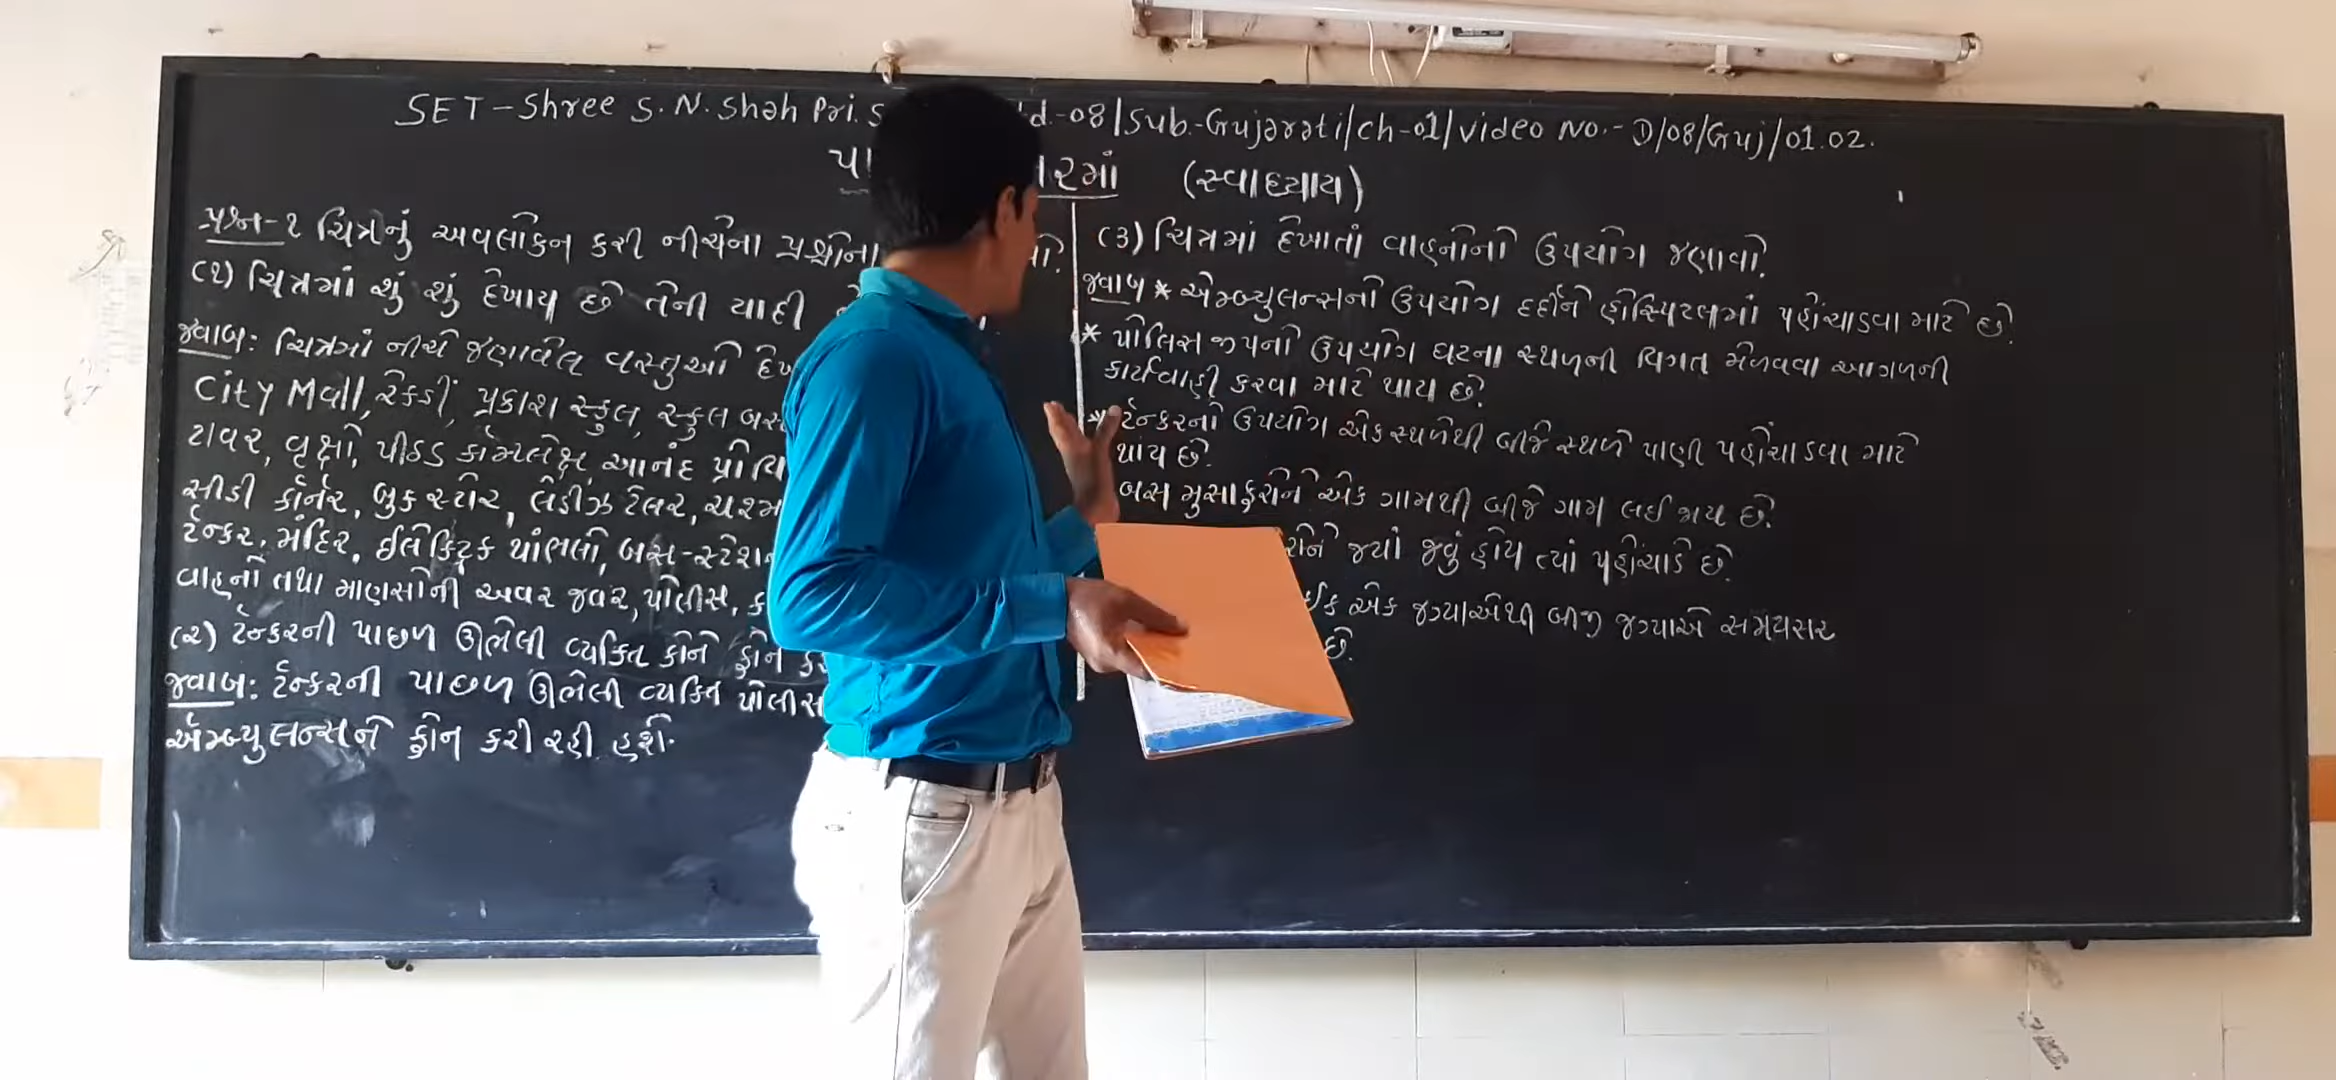 SET - Shree S. N. Shah Pri. S d.-08/Sub.-Gujarati/ch-01/video No.- D/08/Guj/01.02.
રમાં (સ્વાધ્યાય)
પ્રશ્ન-૧ ચિત્રનું અવલોકન કરી નીચેના પ્રશ્નોના
(૧) ચિત્રમાં શું શું દેખાય છે તેની યાદી
જવાબ: ચિત્રમાં નીચે જણાવેલ વસ્તુઓ
City Mall, રેકડી, પ્રકાશ સ્કુલ, સ્કુલ બસ
ટાવર, વૃક્ષો, પીઠડ કોમ્પ્લેક્ષ, આનંદ
સીડી કૉર્નર, બુક સ્ટોર, લેડીઝ ટેલર,
ટૅન્કર, મંદિર, ઈલેક્ટ્રિક થાંભલો, બસ-સ્ટેશન
વાહનો તથા માણસોની અવર જવર, પોલીસ,
(૨) ટૅન્કરની પાછળ ઊભેલી વ્યક્તિ કોને ફોન
જવાબ: ટૅન્કરની પાછળ ઊભેલી વ્યક્તિ પોલીસ
ઍમ્બ્યુલન્સને ફોન કરી રહી હશે.
(૩) ચિત્રમાં દેખાતાં વાહનોનો ઉપયોગ જણાવો.
જવાબ * એમ્બ્યુલન્સનો ઉપયોગ દર્દીને હોસ્પિટલમાં પહોંચાડવા માટે છે.
* પોલિસ જીપનો ઉપયોગ ઘટના સ્થળની વિગત મેળવવા આગળની
કાર્યવાહી કરવા માટે થાય છે.
* ટૅન્કરનો ઉપયોગ એક સ્થળેથી બીજે સ્થળે પાણી પહોંચાડવા માટે
થાય છે.
બસ મુસાફરોને એક ગામથી બીજે ગામ લઈ જાય છે.
જ્યાં જવું હોય ત્યાં પહોંચાડે છે.
એક જગ્યાએથી બીજી જગ્યાએ સમયસર
છે.